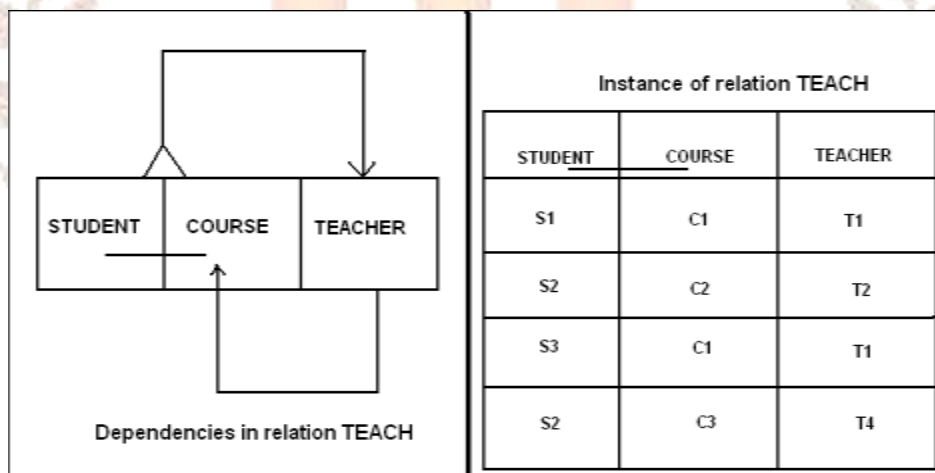 STUDENT COURSE TEACHER
Dependencies in relation TEACH
Instance of relation TEACH
STUDENT COURSE TEACHER
S1 C1 T1
S2 C2 T2
S3 C1 T1
S2 C3 T4